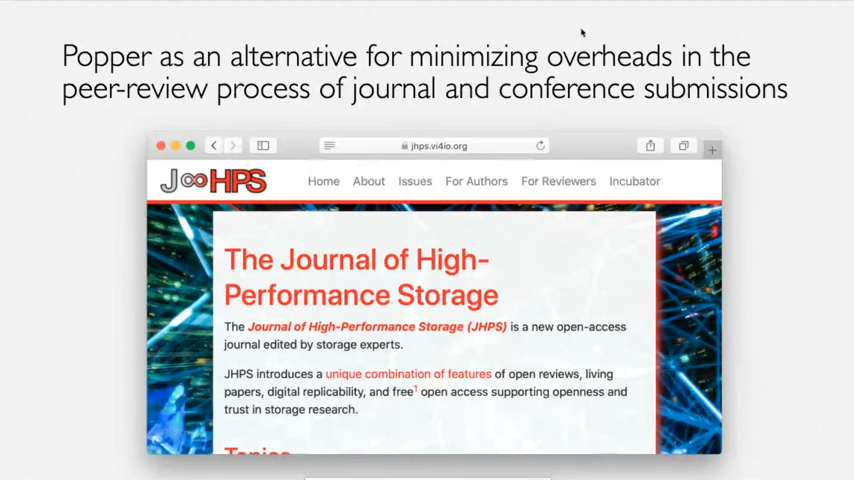 Popper as an alternative for minimizing overheads in the
peer-review process of journal and conference submissions
jhps.vi4io.org
J∞HPS Home About Issues For Authors For Reviewers Incubator
The Journal of High-
Performance Storage
The Journal of High-Performance Storage (JHPS) is a new open-access
journal edited by storage experts.
JHPS introduces a unique combination of features of open reviews, living
papers, digital replicability, and free1 open access supporting openness and
trust in storage research.
Topics